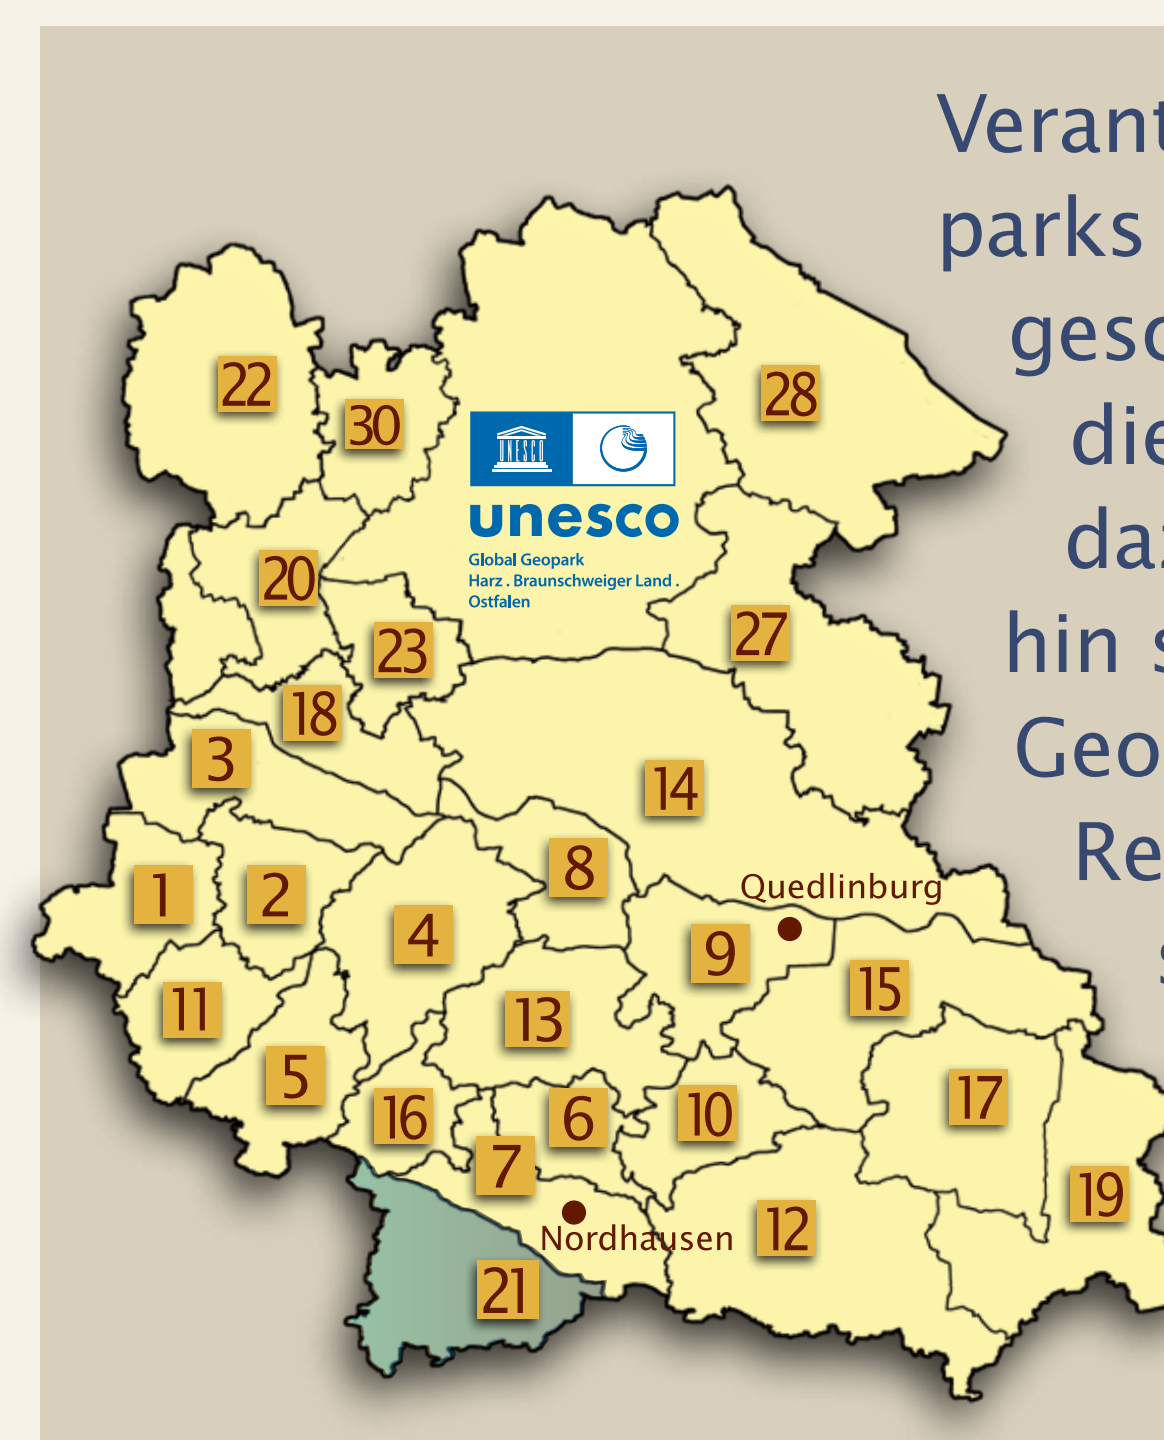 Verant
parks
gesc
die
daz
hin s
Geo
Re
s
22
30
28
UNESCO
unesco
Global Geopark
Harz . Braunschweiger Land .
Ostfalen
20
23
27
18
3
14
8
1
2
Quedlinburg
4
9
15
11
13
5
17
16
6
10
7
19
12
Nordhausen
21